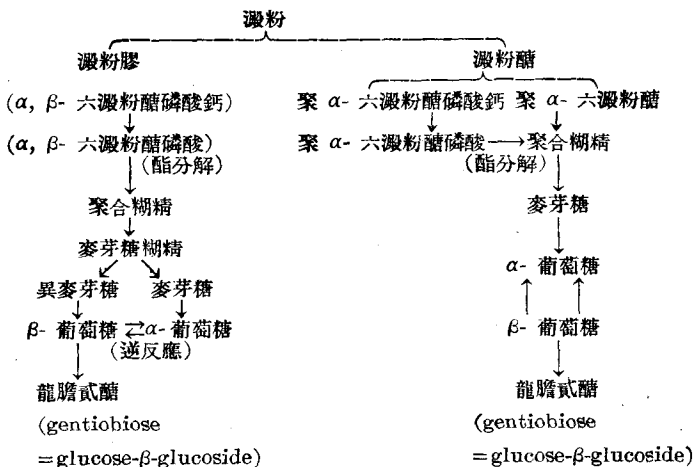 澱粉
澱粉膠 澱粉醣
(α, β- 六澱粉醣磷酸鈣) 聚 α- 六澱粉醣磷酸鈣 聚 α- 六澱粉醣
(α, β- 六澱粉醣磷酸) 聚 α- 六澱粉醣磷酸 → 聚合糊精
(酯分解) (酯分解)
聚合糊精 麥芽糖
麥芽糖糊精
α- 葡萄糖
異麥芽糖 麥芽糖
β- 葡萄糖 ⇄ α- 葡萄糖 β- 葡萄糖
(逆反應)
龍膽貳醣 龍膽貳醣
(gentiobiose (gentiobiose
=glucose-β-glucoside) =glucose-β-glucoside)